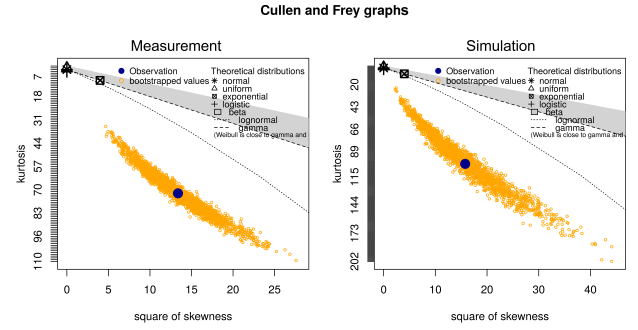 Cullen and Frey graphs
Measurement
Observation
bootstrapped values
Theoretical distributions
normal
uniform
exponential
logistic
beta
lognormal
gamma
(Weibull is close to gamma and
kurtosis
7
18
31
44
57
70
83
96
110
0
5
10
15
20
25
square of skewness
Simulation
Observation
bootstrapped values
Theoretical distributions
normal
uniform
exponential
logistic
beta
lognormal
gamma
(Weibull is close to gamma and
kurtosis
20
43
66
89
115
144
173
202
0
10
20
30
40
square of skewness